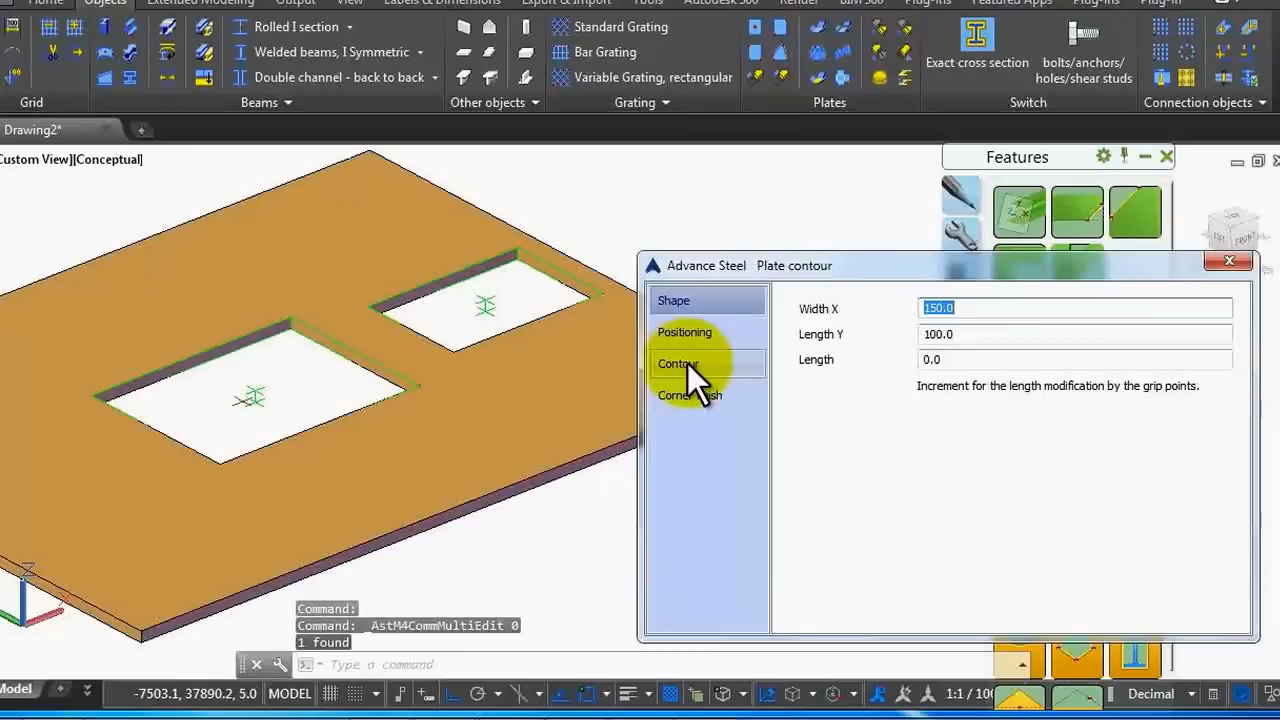 Home Objects Extended Modeling Output View Labels & Dimensions Export & Import Tools Autodesk 360 Render BIM 360 Plug-ins Featured Apps Plug-ins
Rolled I section
Welded beams, I Symmetric
Double channel - back to back
Standard Grating
Bar Grating
Variable Grating, rectangular
Exact cross section
bolts/anchors/
holes/shear studs
Grid Beams Other objects Grating Plates Switch Connection objects
Drawing2*
Custom View][Conceptual]
Features
FRONT
Advance Steel Plate contour
Shape
Positioning
Contour
Width X 150.0
Length Y 100.0
Length 0.0
Increment for the length modification by the grip points.
Z
Command:
Command: _AstM4CommMultiEdit 0
1 found
Type a command
Model
-7503.1, 37890.2, 5.0 MODEL 1:1 / 100 Decimal